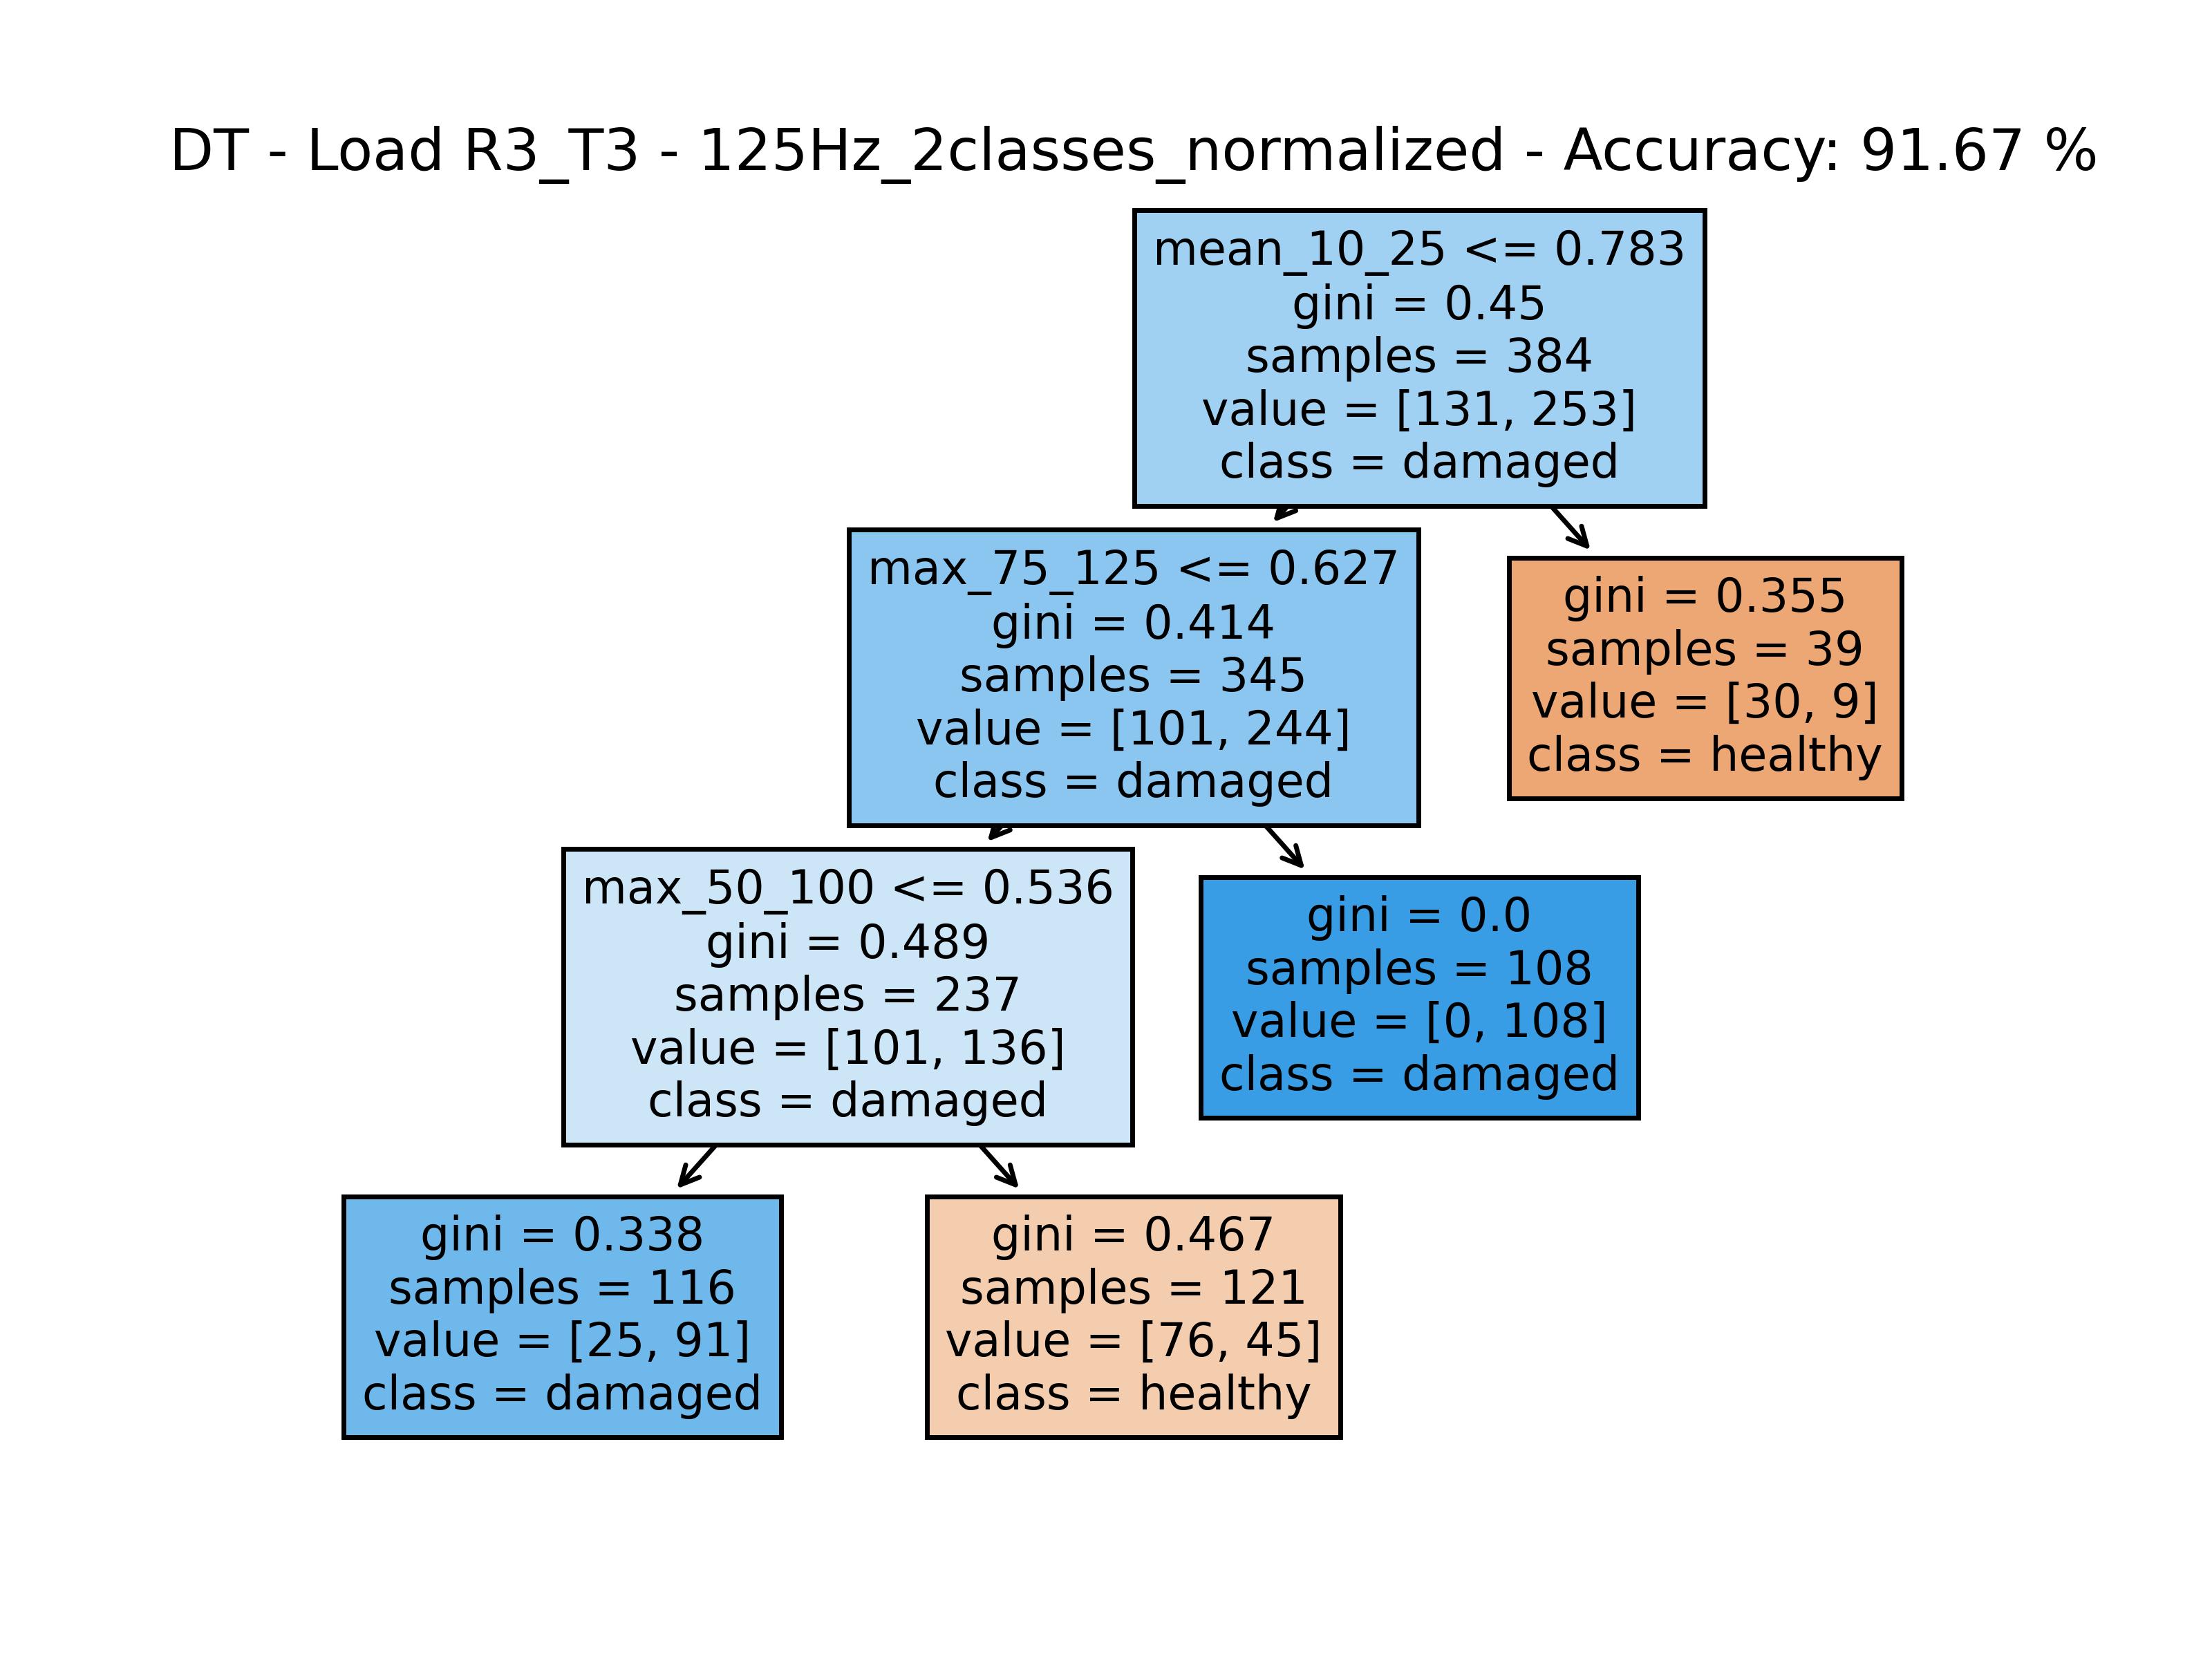 DT - Load R3_T3 - 125Hz_2classes_normalized - Accuracy: 91.67 %
mean_10_25 <= 0.783
gini = 0.45
samples = 384
value = [131, 253]
class = damaged
max_75_125 <= 0.627
gini = 0.414
samples = 345
value = [101, 244]
class = damaged
gini = 0.355
samples = 39
value = [30, 9]
class = healthy
max_50_100 <= 0.536
gini = 0.489
samples = 237
value = [101, 136]
class = damaged
gini = 0.0
samples = 108
value = [0, 108]
class = damaged
gini = 0.338
samples = 116
value = [25, 91]
class = damaged
gini = 0.467
samples = 121
value = [76, 45]
class = healthy